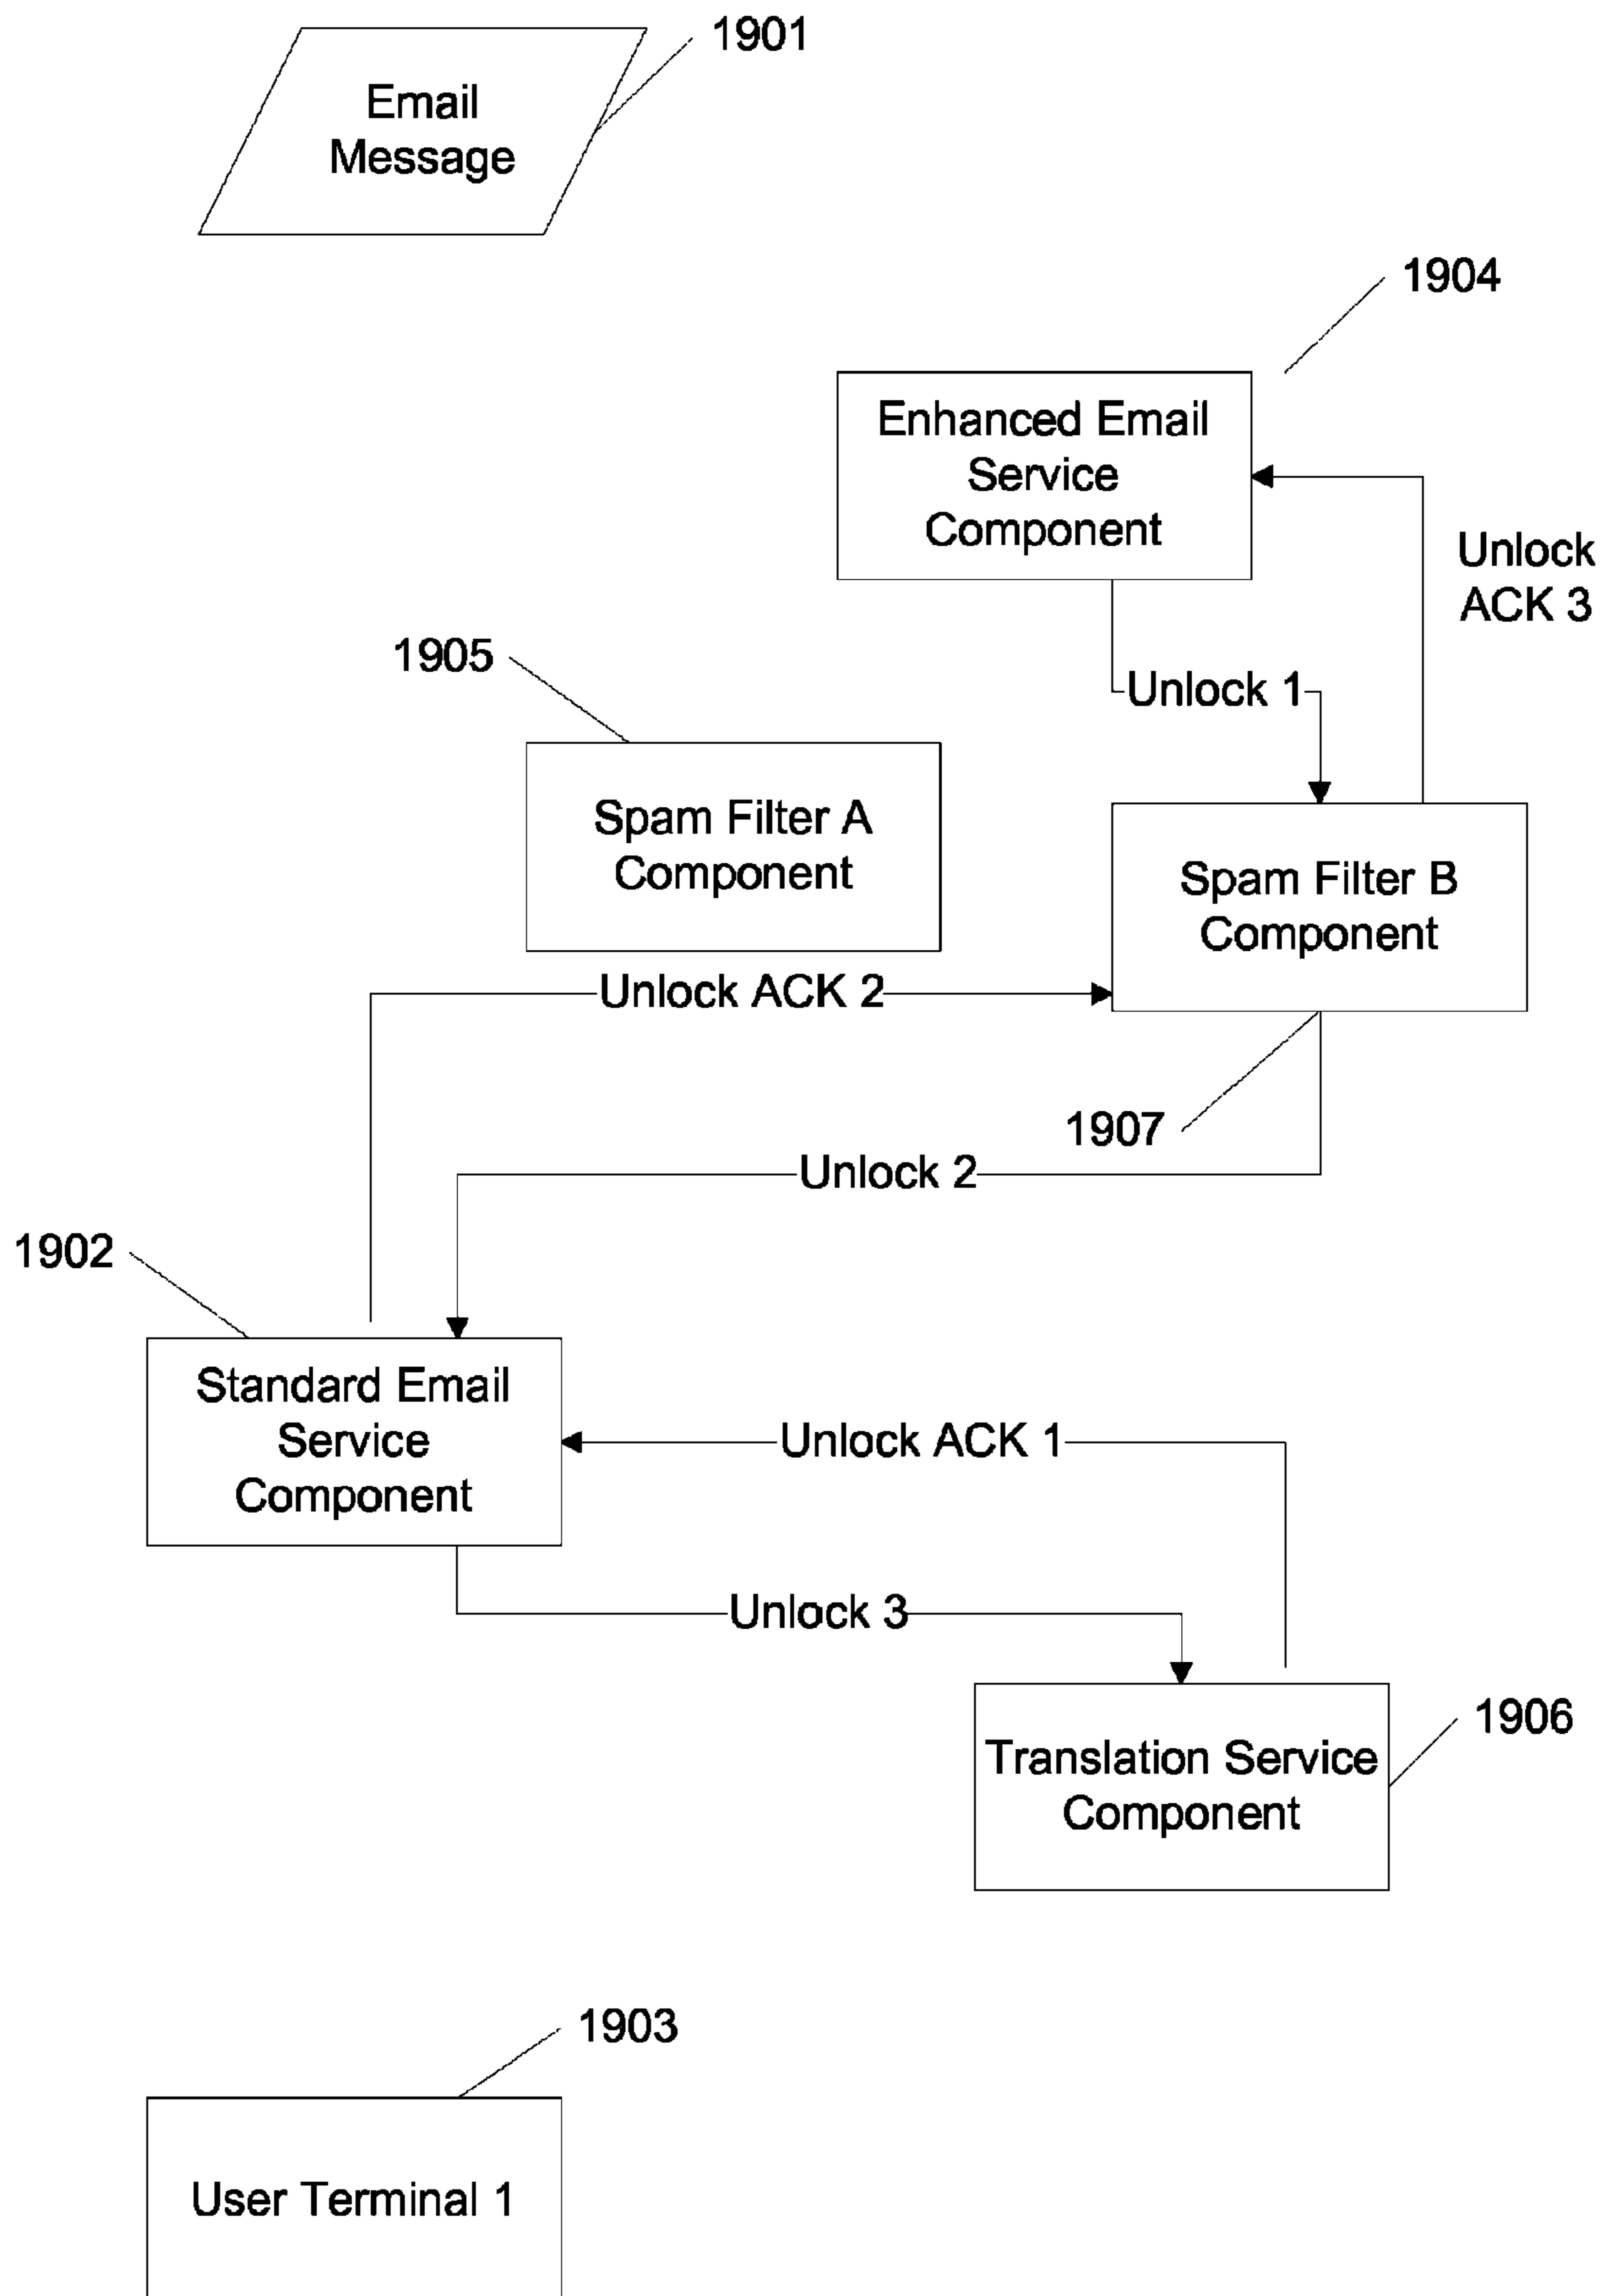 1901
Email
Message
1904
Enhanced Email
Service
Component
Unlock
ACK 3
1905
Unlock 1
Spam Filter A
Component
Spam Filter B
Component
Unlock ACK 2
1907
Unlock 2
1902
Standard Email
Service
Component
Unlock ACK 1
Unlock 3
1906
Translation Service
Component
1903
User Terminal 1